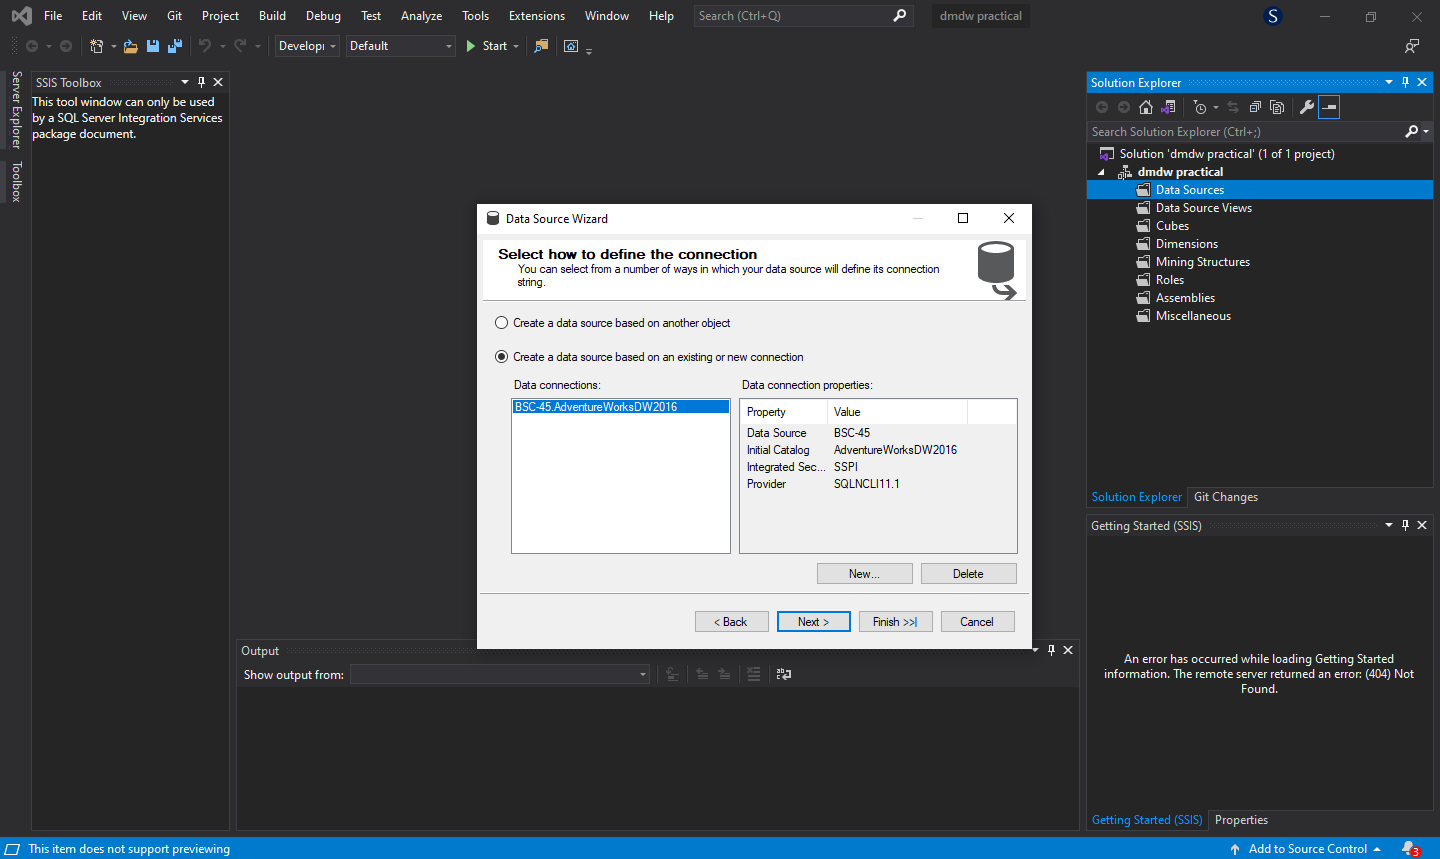 File Edit View Git Project Build Debug Test Analyze Tools Extensions Window Help Search (Ctrl+Q) dmdw practical S
Develop Default Start
Server Explorer
Toolbox
SSIS Toolbox
This tool window can only be used
by a SQL Server Integration Services
package document.
Data Source Wizard
Select how to define the connection
You can select from a number of ways in which your data source will define its connection
string.
Create a data source based on another object
Create a data source based on an existing or new connection
Data connections:
BSC-45.AdventureWorksDW2016
Data connection properties:
Property Value
Data Source BSC-45
Initial Catalog AdventureWorksDW2016
Integrated Sec... SSPI
Provider SQLNCLI11.1
New... Delete
< Back Next > Finish >>| Cancel
Output
Show output from:
Solution Explorer
Search Solution Explorer (Ctrl+;)
Solution 'dmdw practical' (1 of 1 project)
dmdw practical
Data Sources
Data Source Views
Cubes
Dimensions
Mining Structures
Roles
Assemblies
Miscellaneous
Solution Explorer Git Changes
Getting Started (SSIS)
An error has occurred while loading Getting Started
information. The remote server returned an error: (404) Not
Found.
Getting Started (SSIS) Properties
This item does not support previewing
Add to Source Control 3